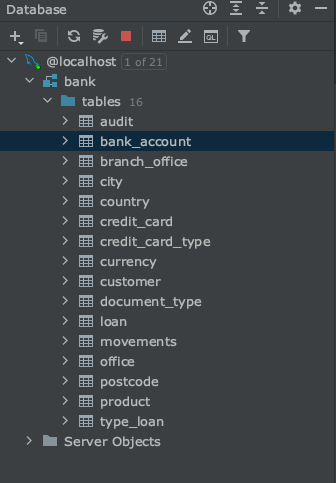 Database
@localhost 1 of 21
bank
tables 16
audit
bank_account
branch_office
city
country
credit_card
credit_card_type
currency
customer
document_type
loan
movements
office
postcode
product
type_loan
Server Objects